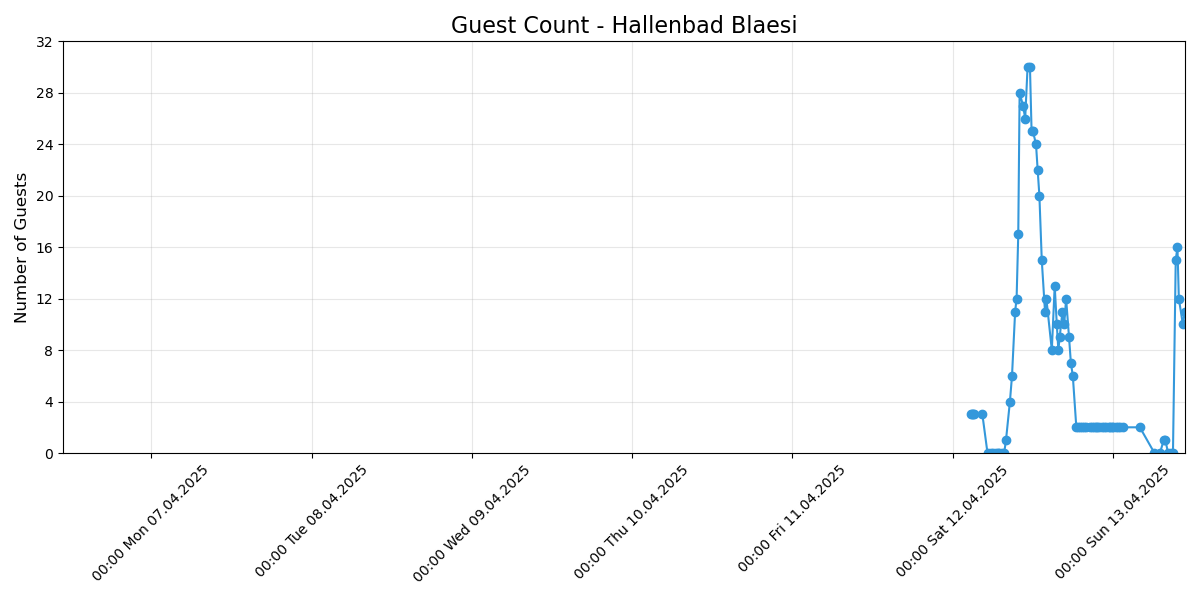 Guest Count - Hallenbad Blaesi
Number of Guests
32
28
24
20
16
12
8
4
0
00:00 Mon 07.04.2025
00:00 Tue 08.04.2025
00:00 Wed 09.04.2025
00:00 Thu 10.04.2025
00:00 Fri 11.04.2025
00:00 Sat 12.04.2025
00:00 Sun 13.04.2025